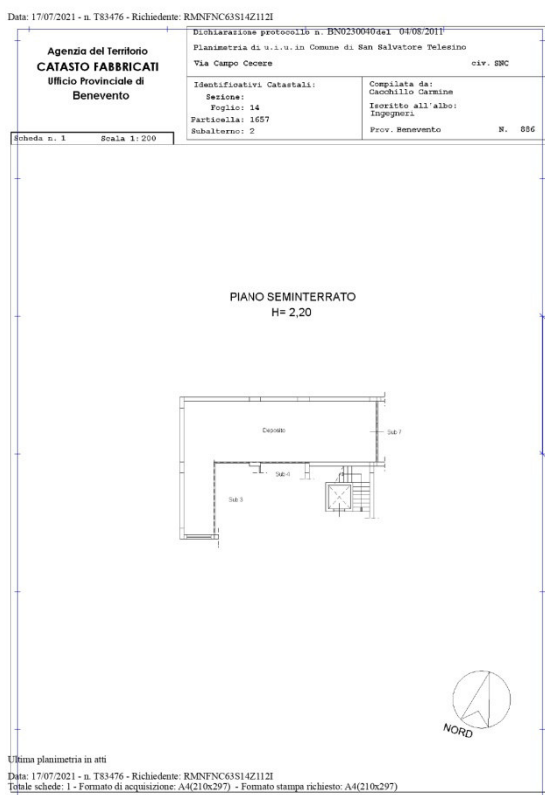 Data: 17/07/2021 - n. T83476 - Richiedente: RMNFNC63S14Z112I
Agenzia del Territorio
CATASTO FABBRICATI
Ufficio Provinciale di
Benevento
Dichiarazione protocollo n. BN0230040 del 04/08/2011
Planimetria di u.i.u. in Comune di San Salvatore Telesino
Via Campo Cecere civ. SNC
Identificativi Catastali:
Sezione:
Foglio: 14
Particella: 1657
Subalterno: 2
Compilata da:
Cacchillo Carmine
Iscritto all'albo:
Ingegneri
Prov. Benevento N. 886
Scheda n. 1 Scala 1:200
PIANO SEMINTERRATO
H= 2,20
Deposito
Sub 7
Sub 4
Sub 3
NORD
Ultima planimetria in atti
Data: 17/07/2021 - n. T83476 - Richiedente: RMNFNC63S14Z112I
Totale schede: 1 - Formato di acquisizione: A4(210x297) - Formato stampa richiesto: A4(210x297)